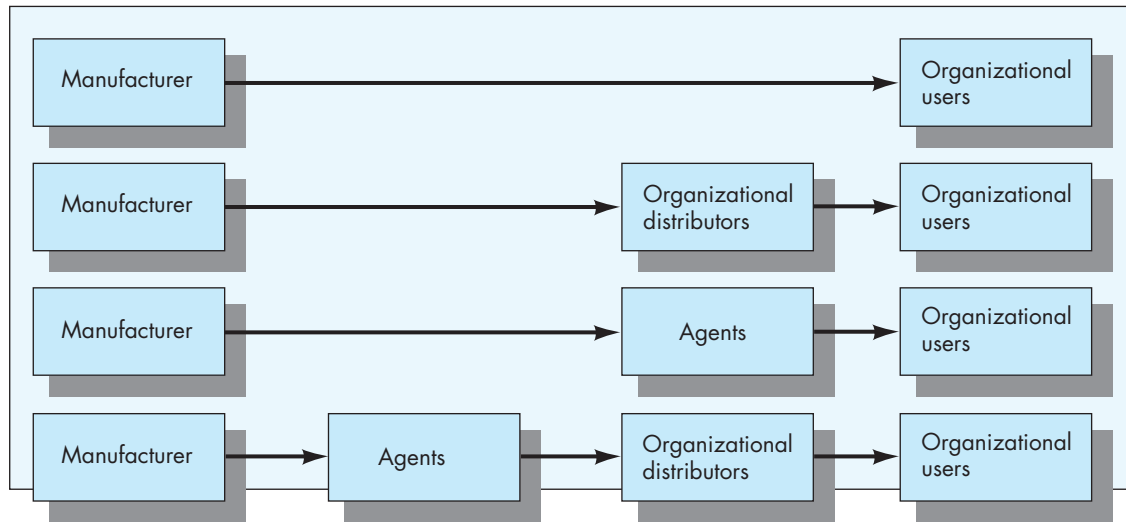 Manufacturer
Organizational
users
Manufacturer
Organizational
distributors
Organizational
users
Manufacturer
Agents
Organizational
users
Manufacturer
Agents
Organizational
distributors
Organizational
users